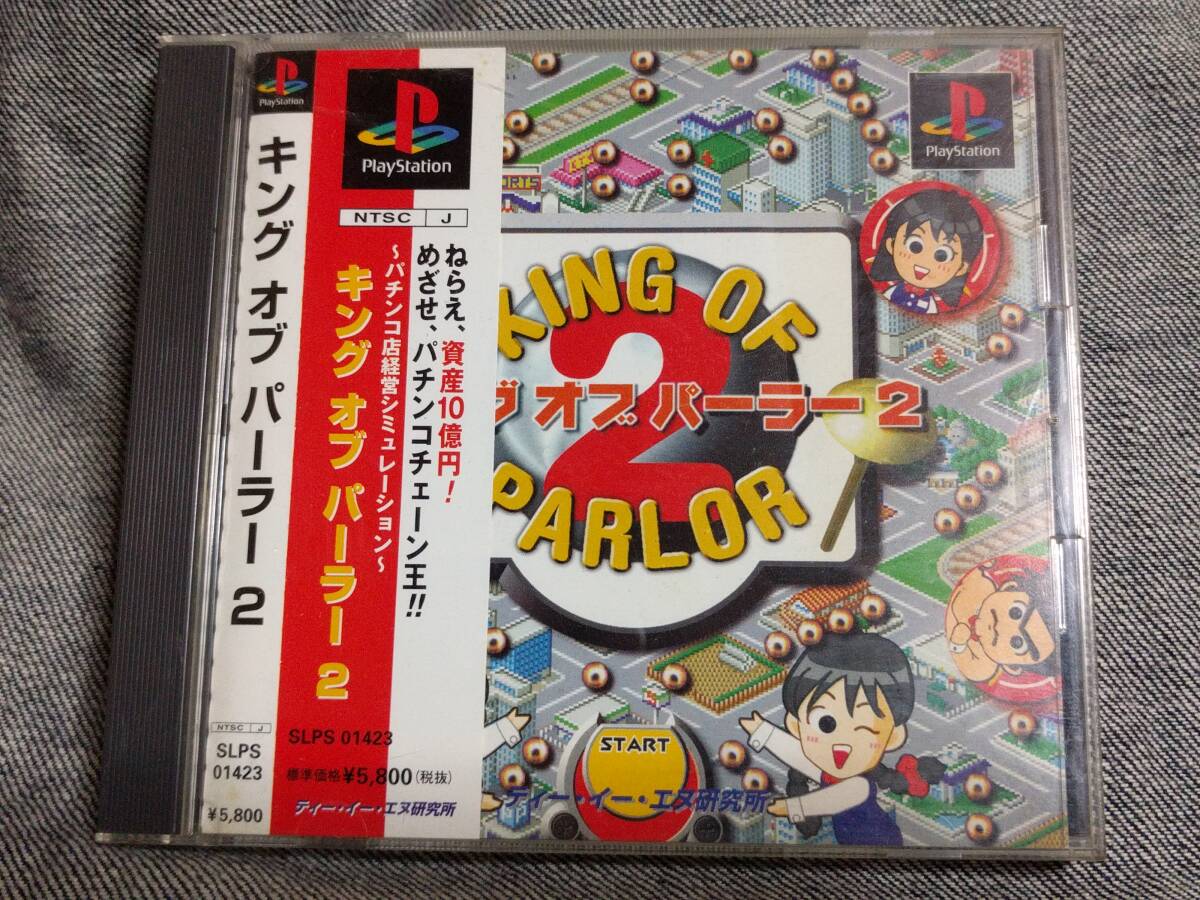 PlayStation
キング オブ パーラー 2
NTSC J
SLPS
01423
¥5,800
PlayStation
NTSC J
ねらえ、資産10億円!
めざせ、パチンコチェーン王!!
~パチンコ店経営シミュレーション~
キング オブ パーラー 2
SLPS 01423
標準価格¥5,800(税抜)
ティー・イー・エヌ研究所
PlayStation
KING OF
2
グ オブ パーラー2
PARLOR
START
ティー・イー・エヌ研究所